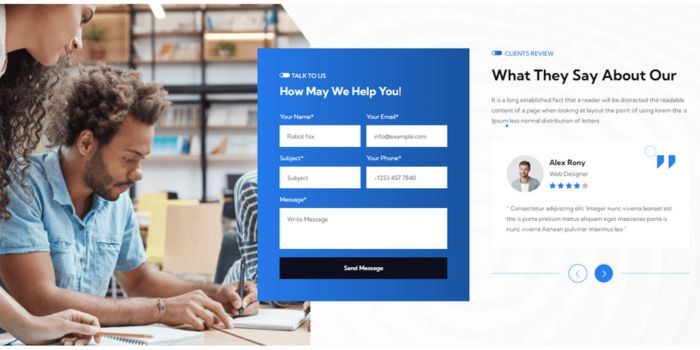 TALK TO US
How May We Help You!
Your Name*
Your Email*
Robot fox
info@example.com
Subject*
Your Phone*
Subject
+1253 457 7840
Message*
Write Message
Sand Message
CLIENTS REVIEW
What They Say About Our
It is a long established fact that a reader will be distracted the readable
content of a page when looking at layout the point of using lorem the is
Ipsum less normal distribution of letters.
Alex Rony
Web Designer
" Consectetur adipiscing elit. Integer nunc viverra laoreet est
the is porta pretium metus aliquam eget maecenas porta is
nunc viverra Aenean pulvinar maximus leo "